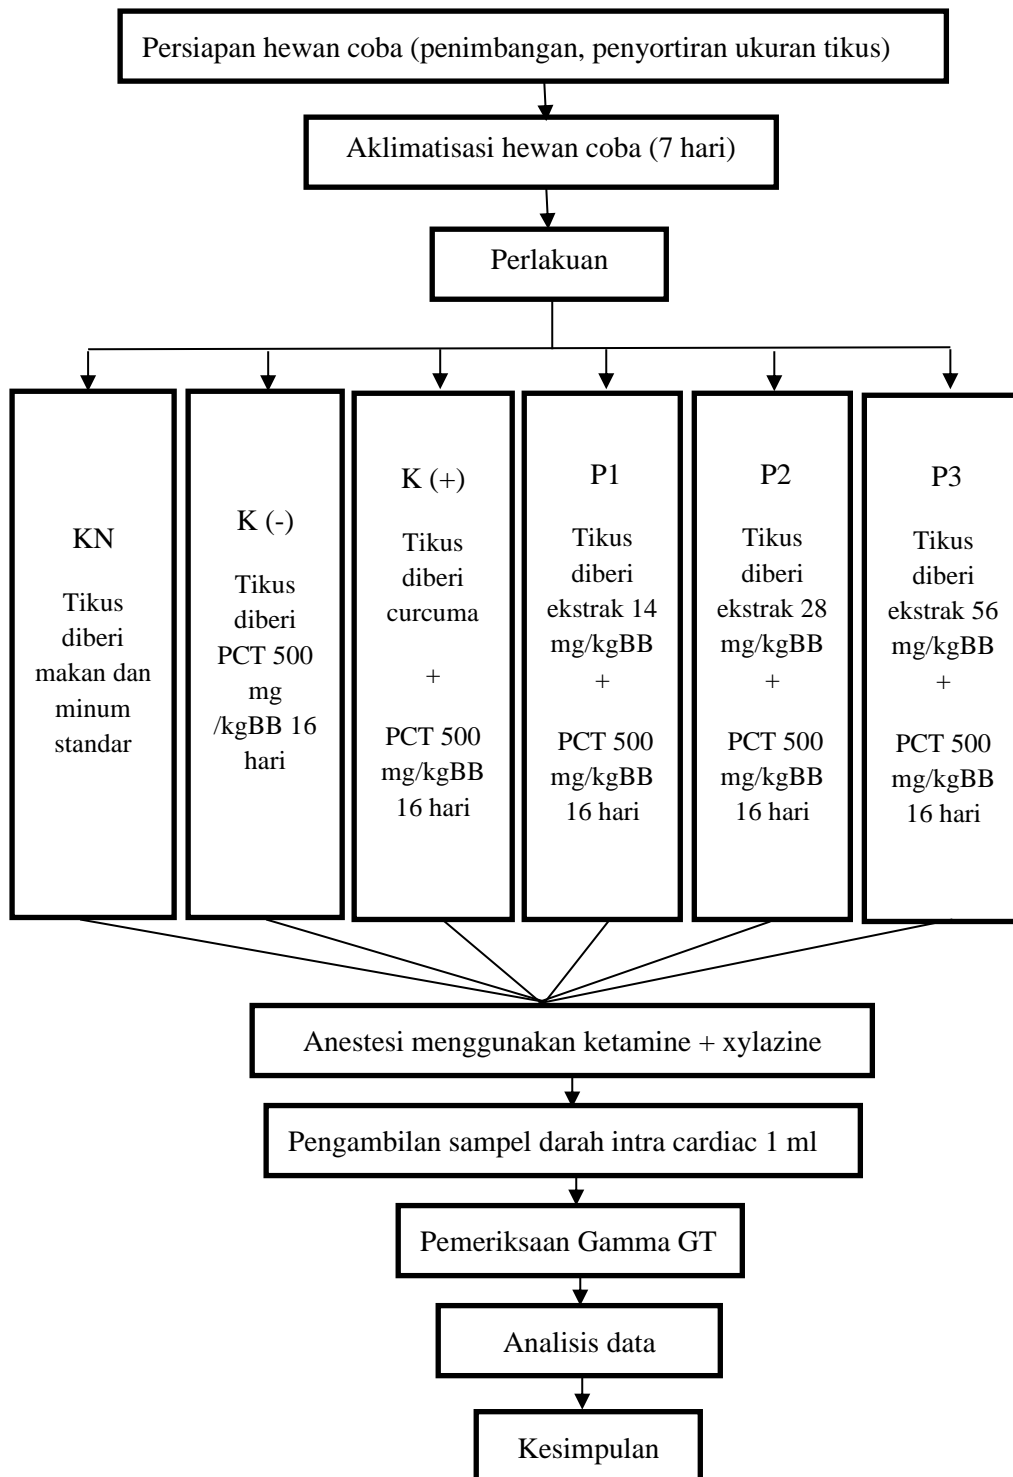 Persiapan hewan coba (penimbangan, penyortiran ukuran tikus)
Aklimatisasi hewan coba (7 hari)
Perlakuan
KN
Tikus
diberi
makan dan
minum
standar
K (-)
Tikus
diberi
PCT 500
mg
/kgBB 16
hari
K (+)
Tikus
diberi
curcuma
+
PCT 500
mg/kgBB
16 hari
P1
Tikus
diberi
ekstrak 14
mg/kgBB
+
PCT 500
mg/kgBB
16 hari
P2
Tikus
diberi
ekstrak 28
mg/kgBB
+
PCT 500
mg/kgBB
16 hari
P3
Tikus
diberi
ekstrak 56
mg/kgBB
+
PCT 500
mg/kgBB
16 hari
Anestesi menggunakan ketamine + xylazine
Pengambilan sampel darah intra cardiac 1 ml
Pemeriksaan Gamma GT
Analisis data
Kesimpulan